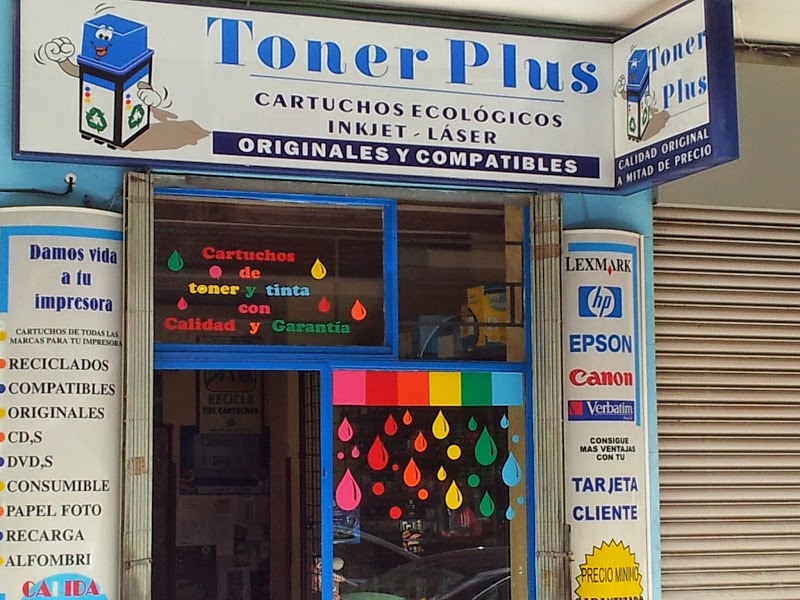 Toner Plus
CARTUCHOS ECOLÓGICOS
INKJET - LÁSER
ORIGINALES Y COMPATIBLES
Toner
Plus
CALIDAD ORIGINAL
A MITAD DE PRECIO
Damos vida
a tu
impresora
CARTUCHOS DE TODAS LAS
MARCAS PARA TU IMPRESORA
RECICLADOS
COMPATIBLES
ORIGINALES
CD,S
DVD,S
CONSUMIBLE
PAPEL FOTO
RECARGA
ALFOMBRI
CALIDA
Cartuchos
de
toner y tinta
con
Calidad y Garantía
RECICLA
TUS CARTUCHOS
LEXMARK
hp
EPSON
Canon
Verbatim
CONSIGUE
MAS VENTAJAS
CON TU
TARJETA
CLIENTE
PRECIO MINIMO
GARANTIZADO